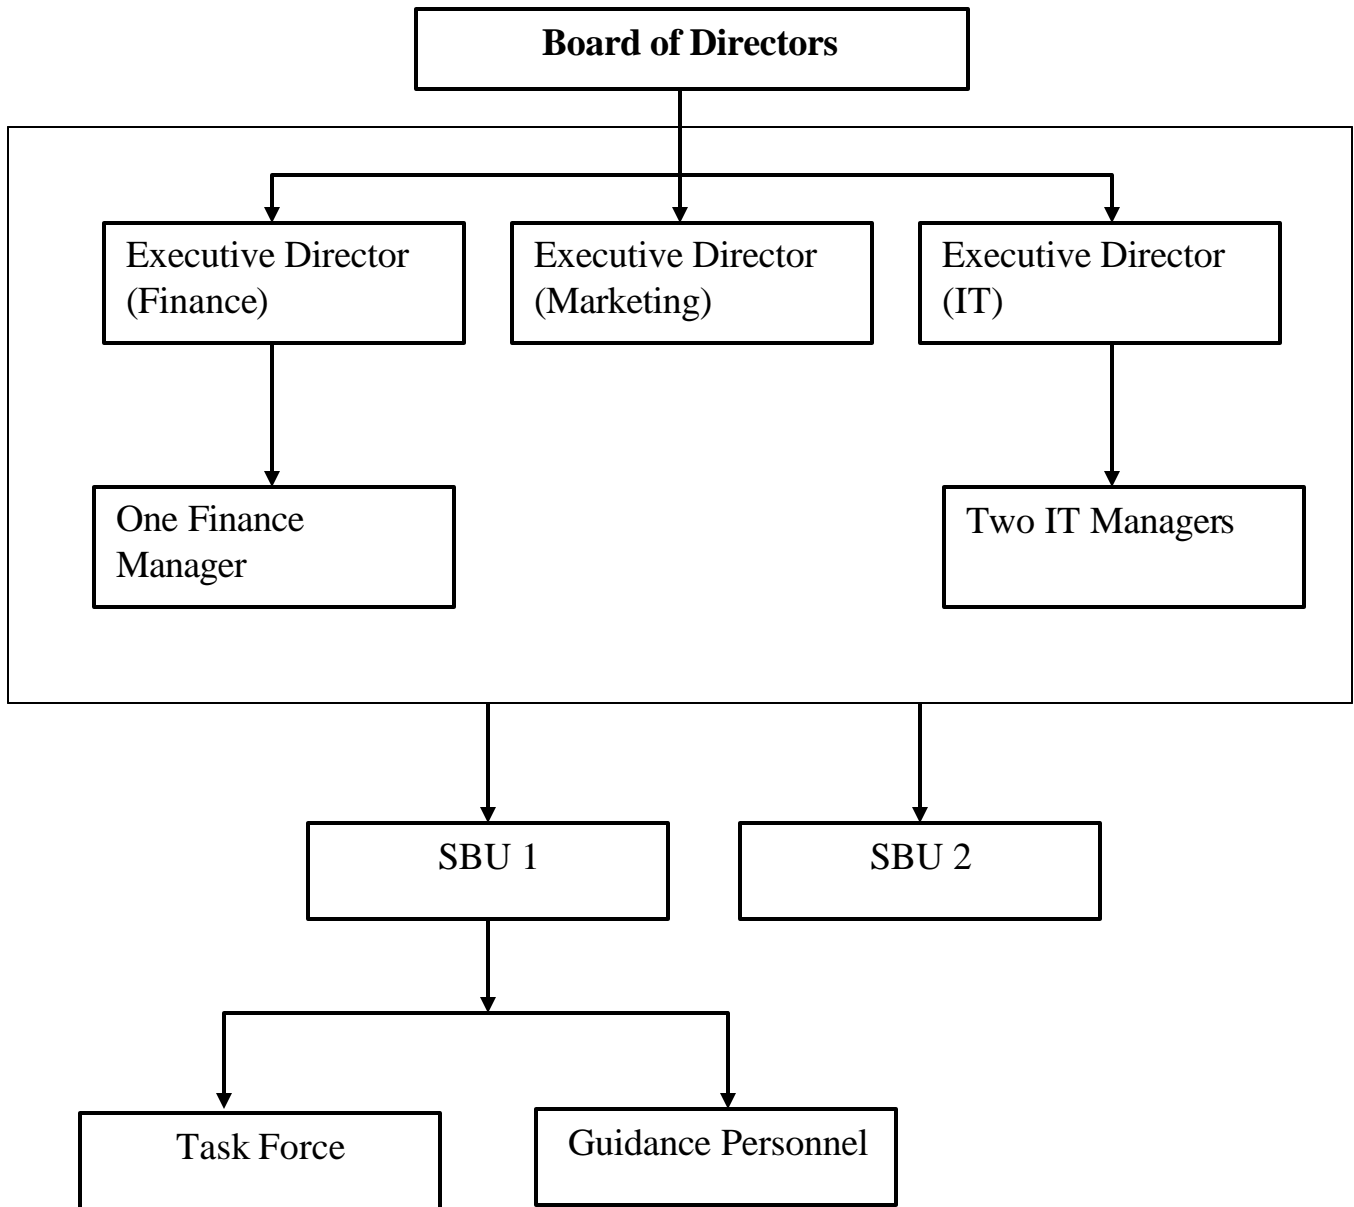 Board of Directors
Executive Director
(Finance)
Executive Director
(Marketing)
Executive Director
(IT)
One Finance
Manager
Two IT Managers
SBU 1
SBU 2
Task Force
Guidance Personnel